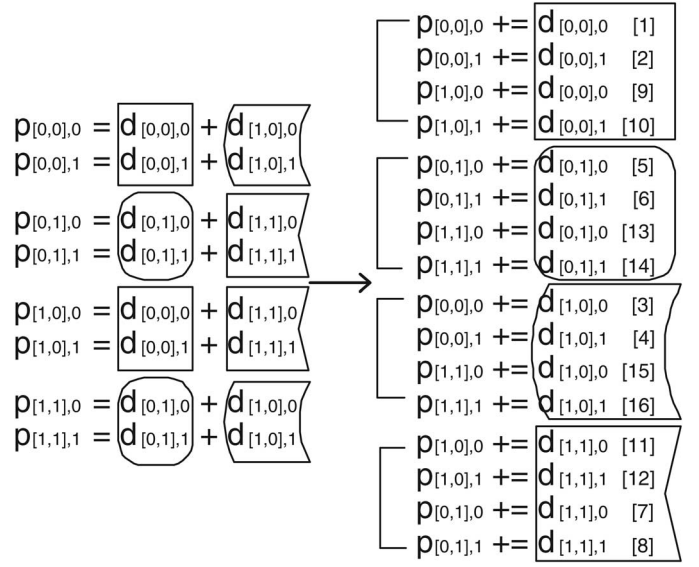 p[0,0],0 = d[0,0],0 + d[1,0],0
p[0,0],1 = d[0,0],1 + d[1,0],1
p[0,1],0 = d[0,1],0 + d[1,1],0
p[0,1],1 = d[0,1],1 + d[1,1],1
p[1,0],0 = d[0,0],0 + d[1,1],0
p[1,0],1 = d[0,0],1 + d[1,1],1
p[1,1],0 = d[0,1],0 + d[1,0],0
p[1,1],1 = d[0,1],1 + d[1,0],1
p[0,0],0 += d[0,0],0 [1]
p[0,0],1 += d[0,0],1 [2]
p[1,0],0 += d[0,0],0 [9]
p[1,0],1 += d[0,0],1 [10]
p[0,1],0 += d[0,1],0 [5]
p[0,1],1 += d[0,1],1 [6]
p[1,1],0 += d[0,1],0 [13]
p[1,1],1 += d[0,1],1 [14]
p[0,0],0 += d[1,0],0 [3]
p[0,0],1 += d[1,0],1 [4]
p[1,1],0 += d[1,0],0 [15]
p[1,1],1 += d[1,0],1 [16]
p[1,0],0 += d[1,1],0 [11]
p[1,0],1 += d[1,1],1 [12]
p[0,1],0 += d[1,1],0 [7]
p[0,1],1 += d[1,1],1 [8]